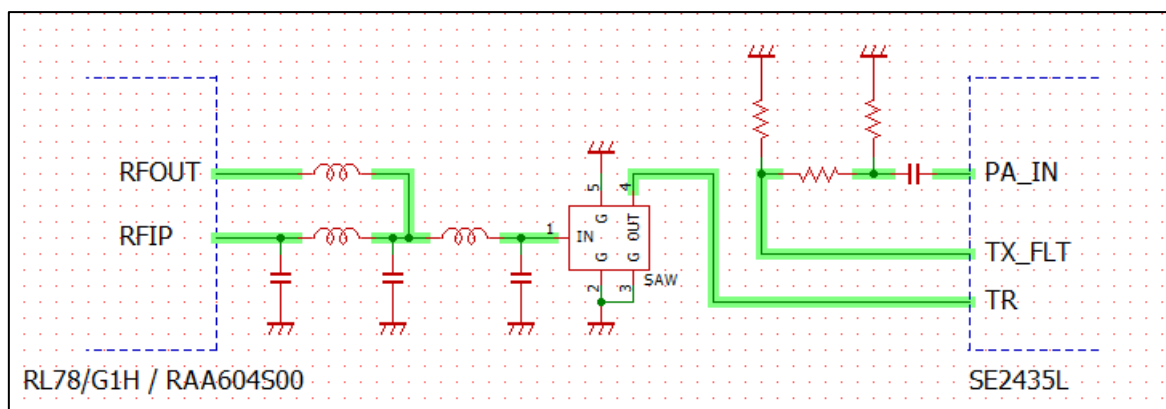 RFOUT
RFIP
1
IN
5
G
4
OUT
G
G
2
3
SAW
PA_IN
TX_FLT
TR
RL78/G1H / RAA604S00
SE2435L